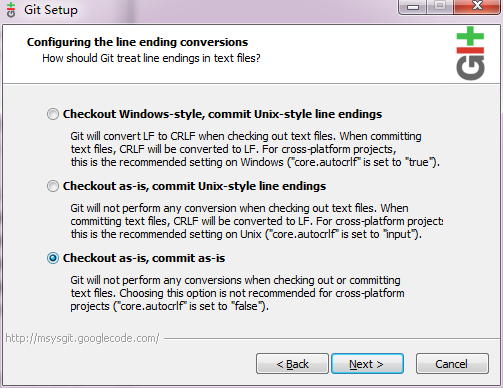 Git Setup
Configuring the line ending conversions
How should Git treat line endings in text files?
Checkout Windows-style, commit Unix-style line endings
Git will convert LF to CRLF when checking out text files. When committing
text files, CRLF will be converted to LF. For cross-platform projects,
this is the recommended setting on Windows ("core.autocrlf" is set to "true").
Checkout as-is, commit Unix-style line endings
Git will not perform any conversion when checking out text files. When
committing text files, CRLF will be converted to LF. For cross-platform projects
this is the recommended setting on Unix ("core.autocrlf" is set to "input").
Checkout as-is, commit as-is
Git will not perform any conversions when checking out or committing
text files. Choosing this option is not recommended for cross-platform
projects ("core.autocrlf" is set to "false").
http://msysgit.googlecode.com/
< Back
Next >
Cancel
git